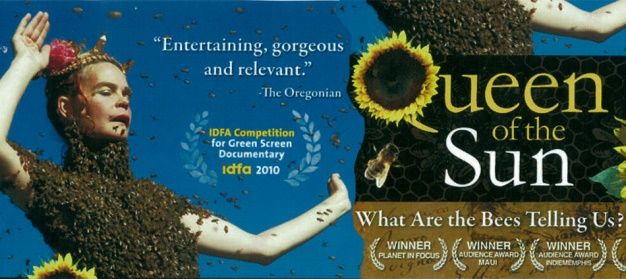 "Entertaining, gorgeous
and relevant."
-The Oregonian
IDFA Competition
for Green Screen
Documentary
idfa 2010
Queen
of the
Sun
What Are the Bees Telling Us?
WINNER
PLANET IN FOCUS
WINNER
AUDIENCE AWARD
MAUI
WINNER
AUDIENCE AWARD
INDIEMEMPHIS